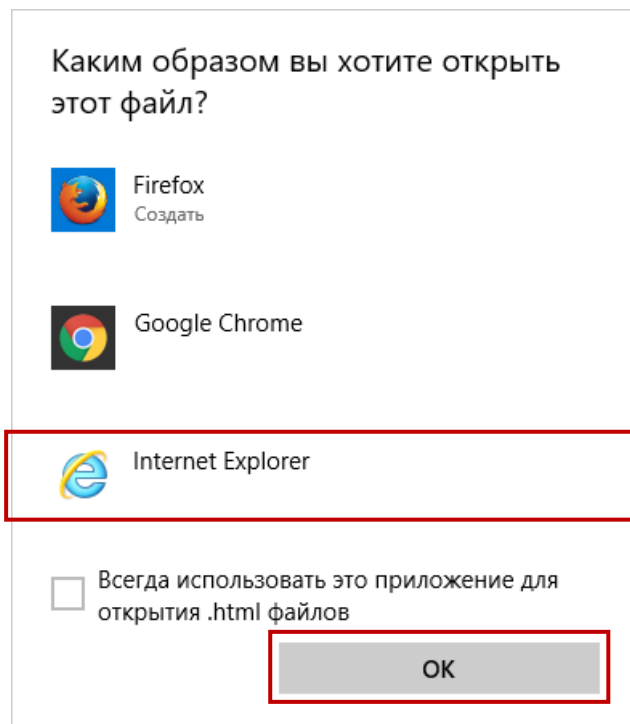 Каким образом вы хотите открыть
этот файл?
Firefox
Создать
Google Chrome
Internet Explorer
Всегда использовать это приложение для
открытия .html файлов
ОК